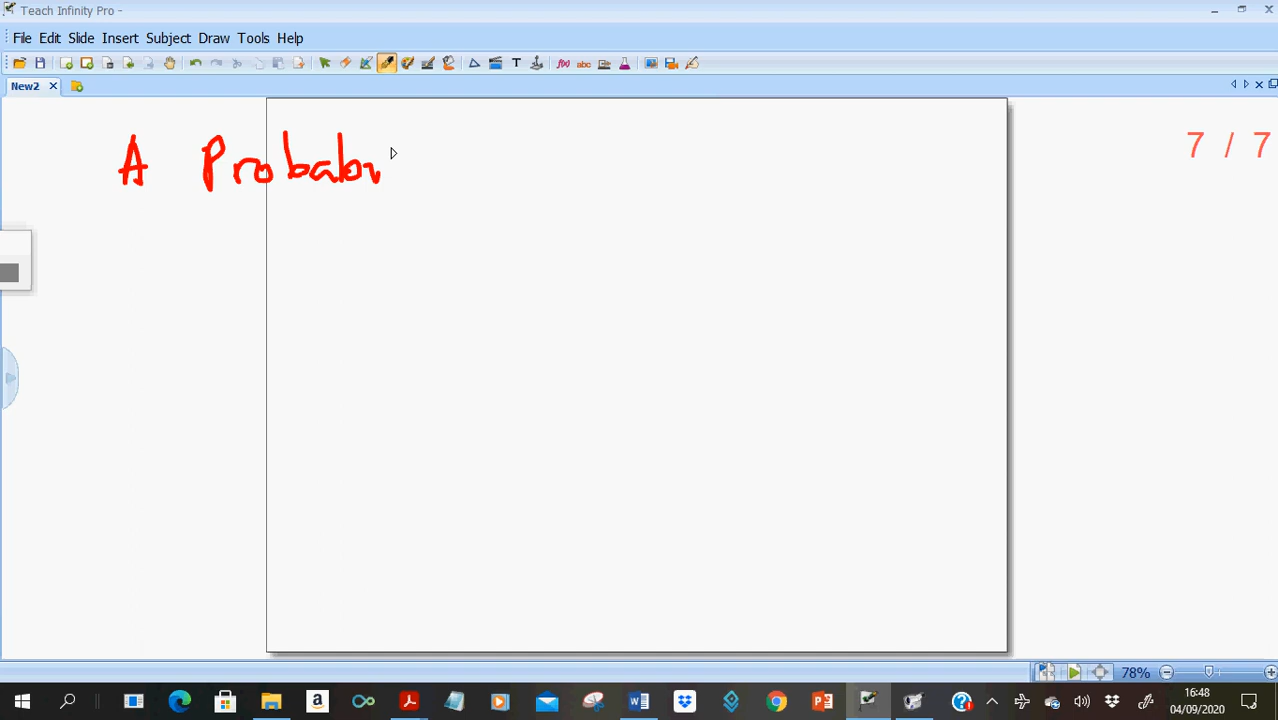 Teach Infinity Pro -
File Edit Slide Insert Subject Draw Tools Help
f(x) abc
New2
A Probabi
7 / 7
78%
16:48
04/09/2020